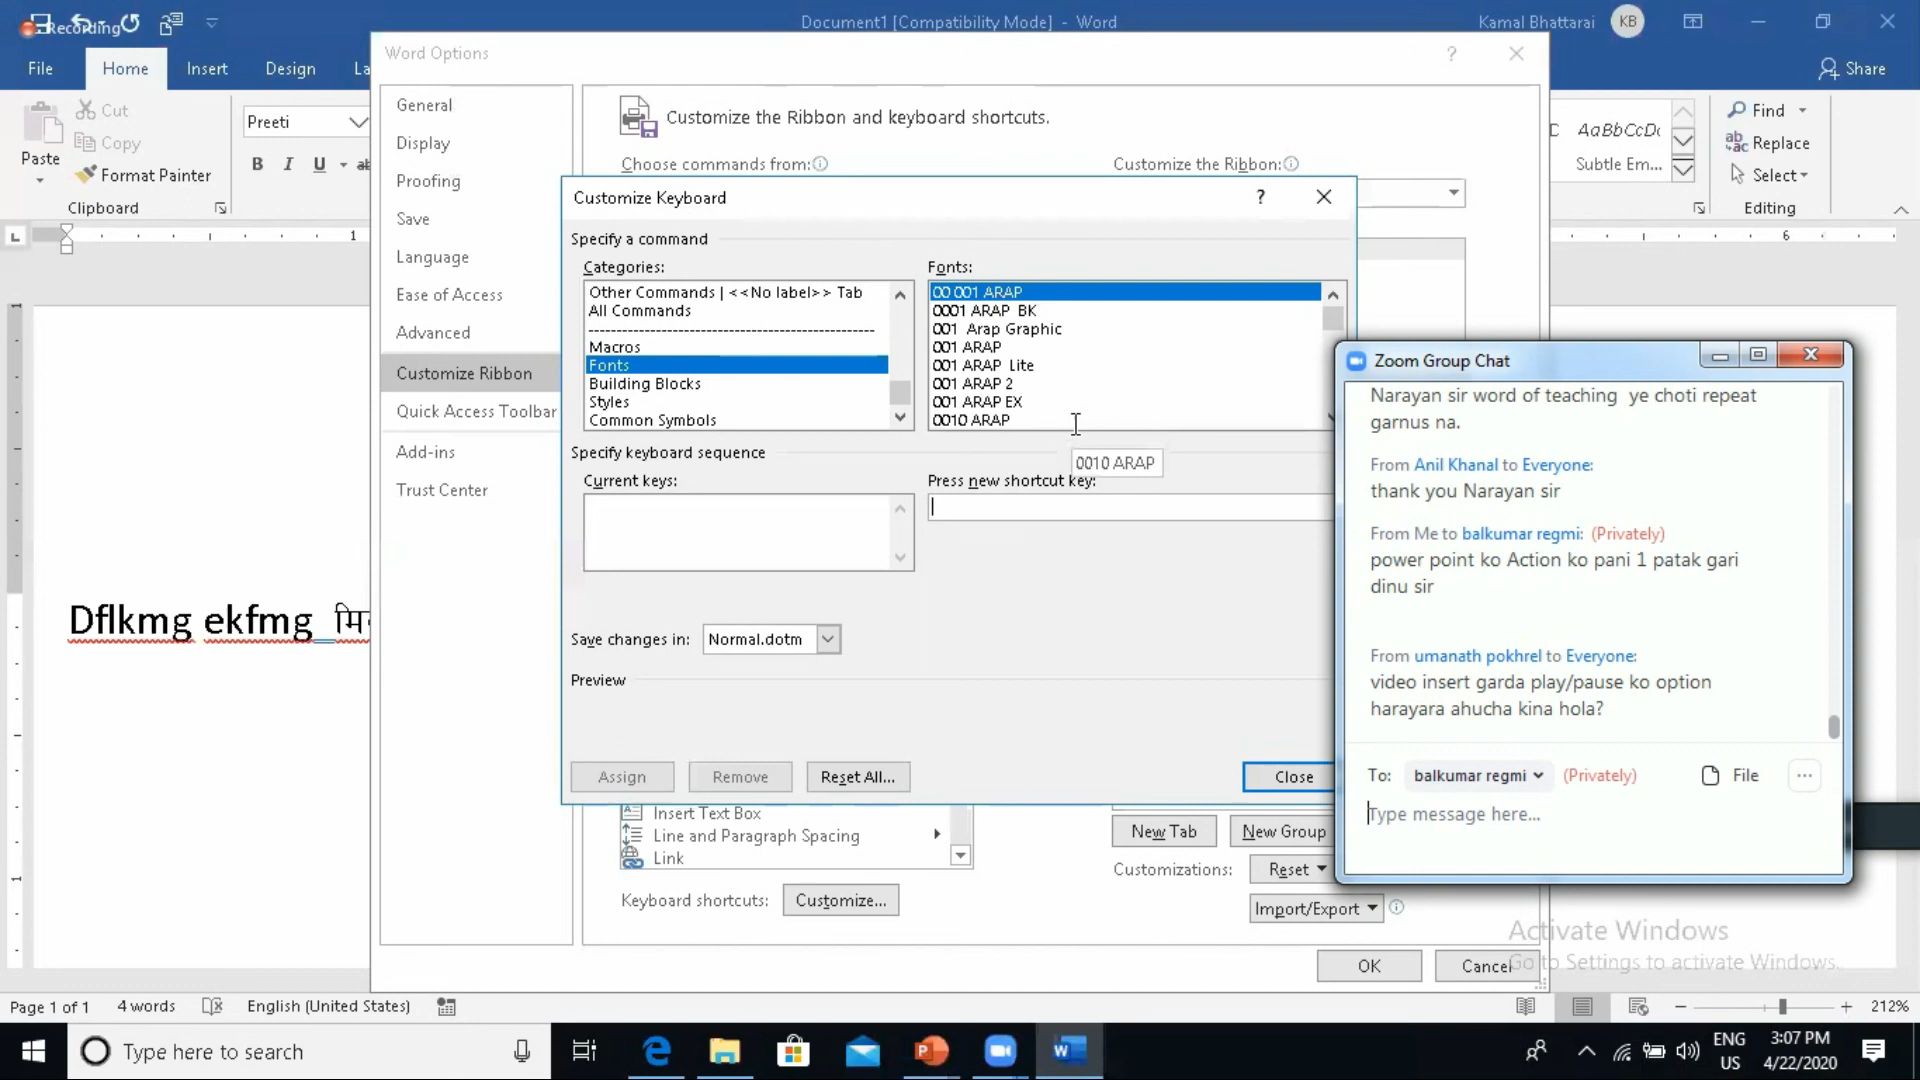 Recording
Document1 [Compatibility Mode] - Word
Kamal Bhattarai
KB
File
Home
Insert
Design
La
Share
Cut
Copy
Paste
Format Painter
Clipboard
Preeti
B I U ab
AaBbCcDc
Subtle Em...
Find
Replace
Select
Editing
1
6
Word Options
General
Display
Proofing
Save
Language
Ease of Access
Advanced
Customize Ribbon
Quick Access Toolbar
Add-ins
Trust Center
Customize the Ribbon and keyboard shortcuts.
Choose commands from:
Customize the Ribbon:
Customize Keyboard
Specify a command
Categories:
Other Commands | <<No label>> Tab
All Commands
Macros
Fonts
Building Blocks
Styles
Common Symbols
Fonts:
00 001 ARAP
0001 ARAP BK
001 Arap Graphic
001 ARAP
001 ARAP Lite
001 ARAP 2
001 ARAP EX
0010 ARAP
0010 ARAP
Specify keyboard sequence
Current keys:
Press new shortcut key:
Save changes in:
Normal.dotm
Preview
Assign
Remove
Reset All...
Close
Insert Text Box
Line and Paragraph Spacing
Link
Keyboard shortcuts:
Customize...
New Tab
New Group
Customizations:
Reset
Import/Export
OK
Cancel
Dflkmg ekfmg
Zoom Group Chat
Narayan sir word of teaching ye choti repeat
garnus na.
From Anil Khanal to Everyone:
thank you Narayan sir
From Me to balkumar regmi: (Privately)
power point ko Action ko pani 1 patak gari
dinu sir
From umanath pokhrel to Everyone:
video insert garda play/pause ko option
harayara ahucha kina hola?
To: balkumar regmi (Privately)
File
Type message here...
Activate Windows
Go to Settings to activate Windows.
Page 1 of 1
4 words
English (United States)
212%
Type here to search
ENG
US
3:07 PM
4/22/2020